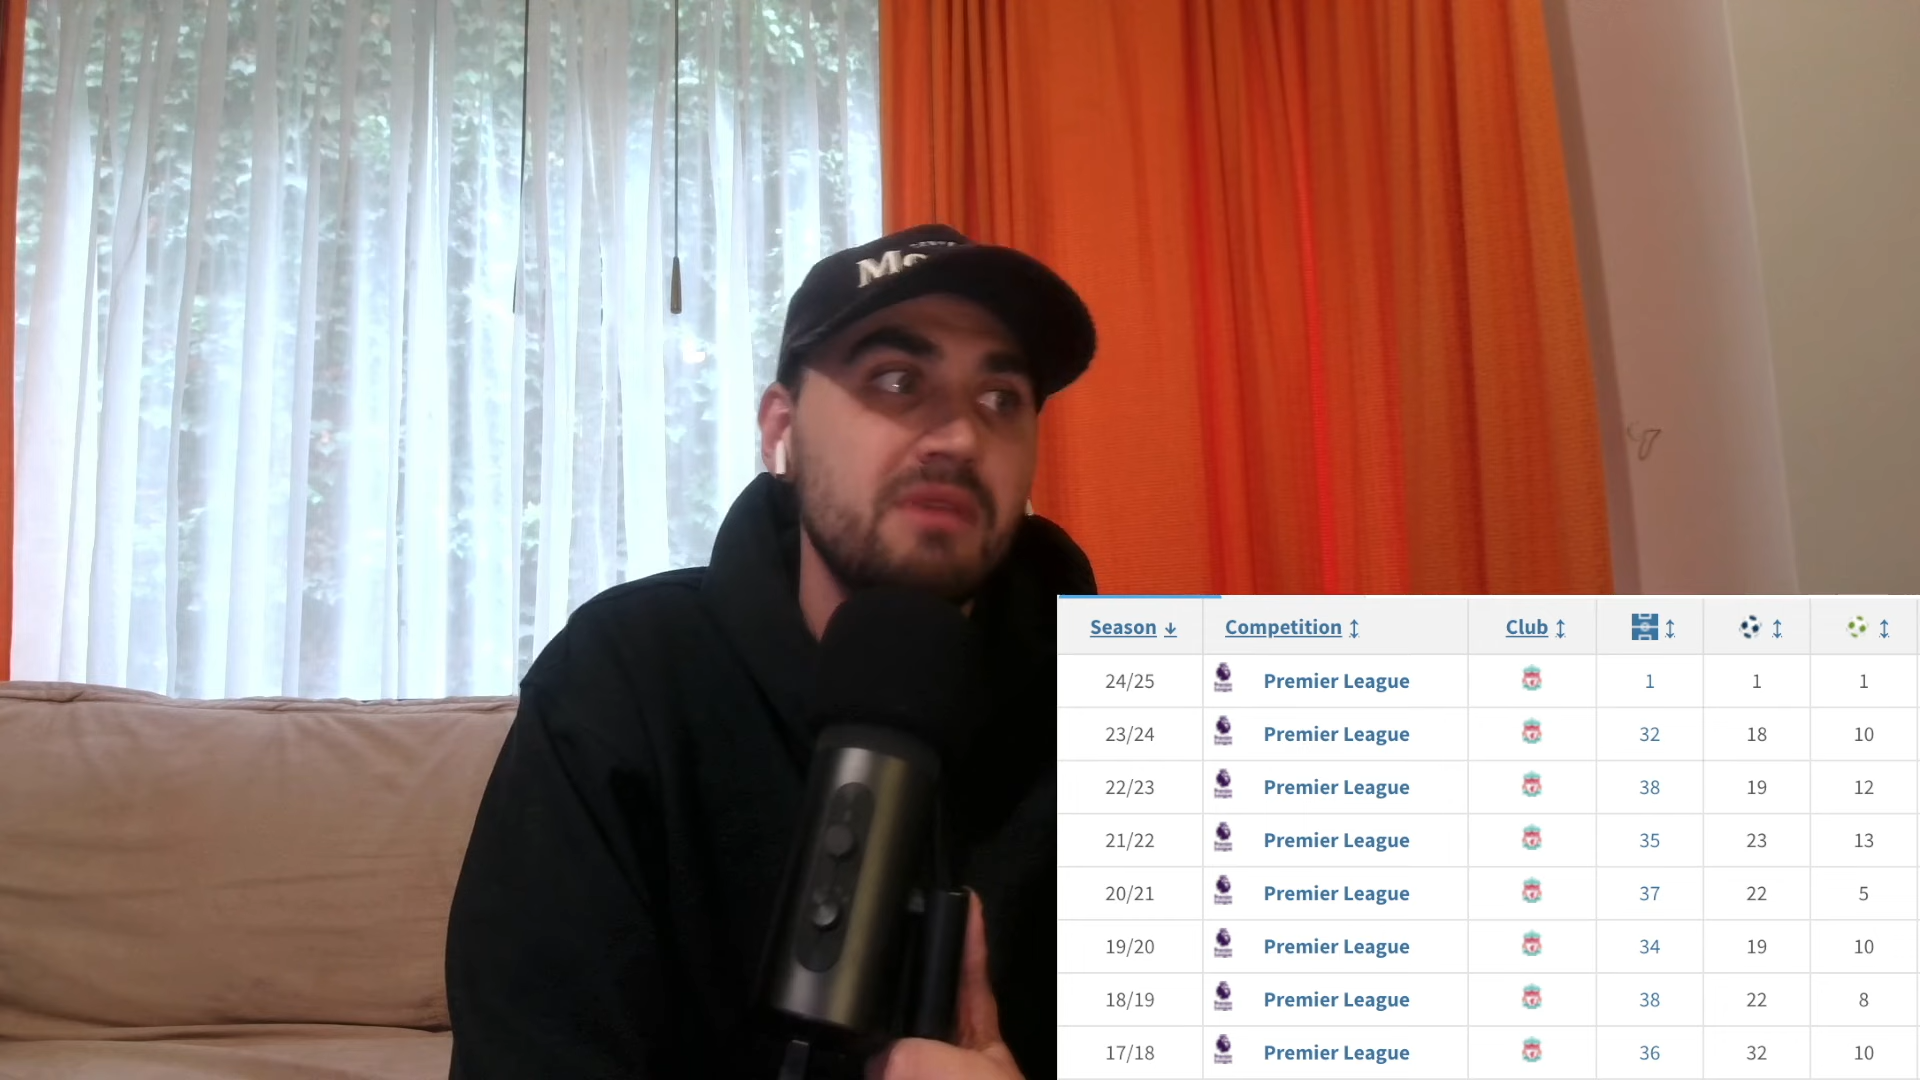 Mo
Season Competition Club
24/25 Premier League 1 1 1
23/24 Premier League 32 18 10
22/23 Premier League 38 19 12
21/22 Premier League 35 23 13
20/21 Premier League 37 22 5
19/20 Premier League 34 19 10
18/19 Premier League 38 22 8
17/18 Premier League 36 32 10